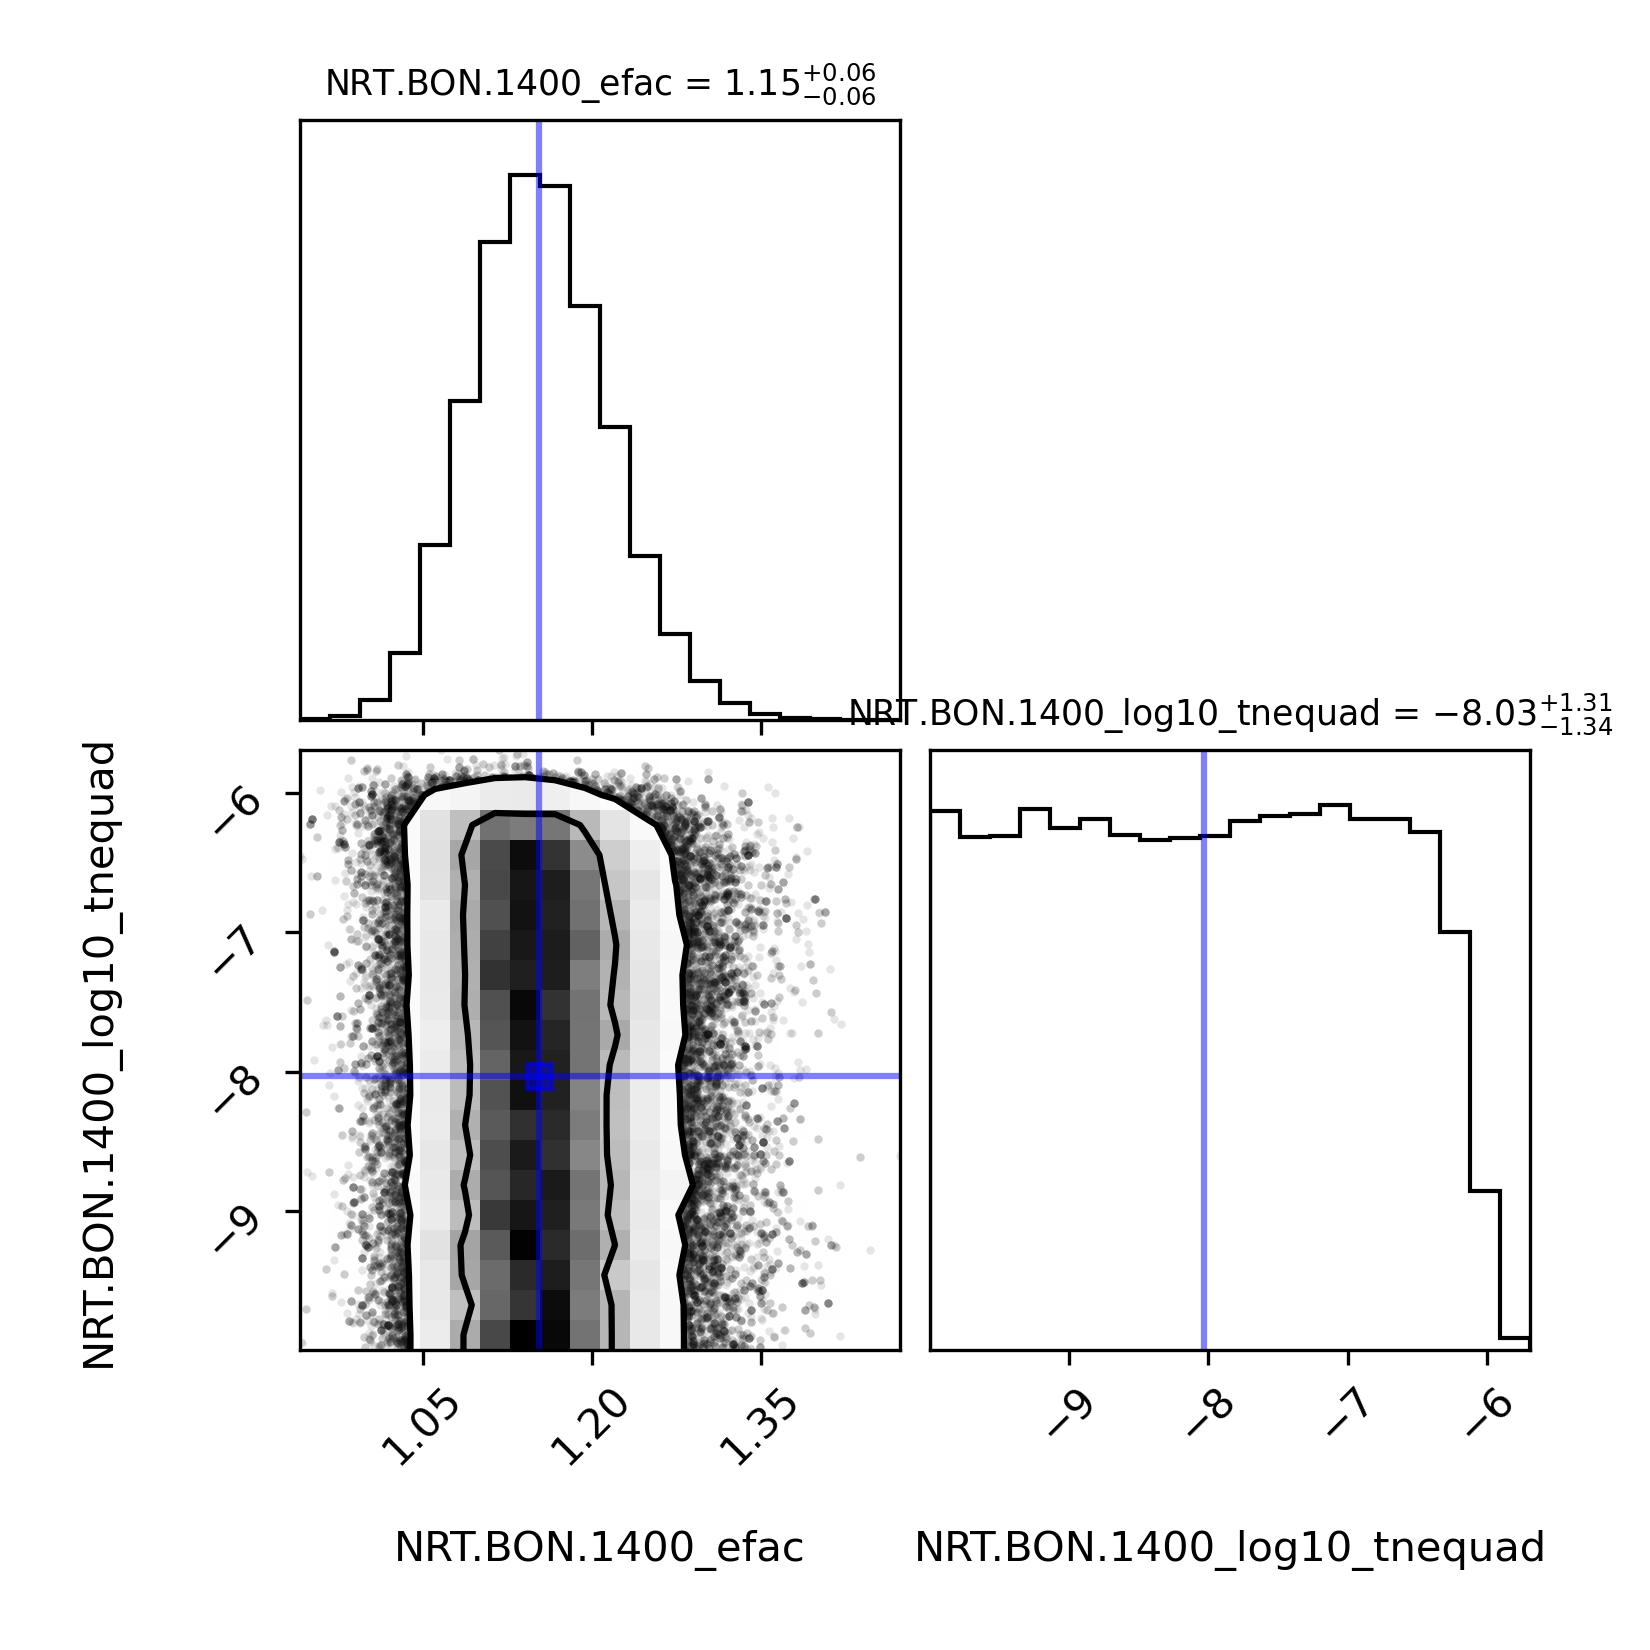 NRT.BON.1400_efac = 1.15+0.06 −0.06
NRT.BON.1400_log10_tnequad = −8.03+1.31 −1.34
NRT.BON.1400_log10_tnequad
−6
−7
−8
−9
1.05
1.20
1.35
−9
−8
−7
−6
NRT.BON.1400_efac
NRT.BON.1400_log10_tnequad